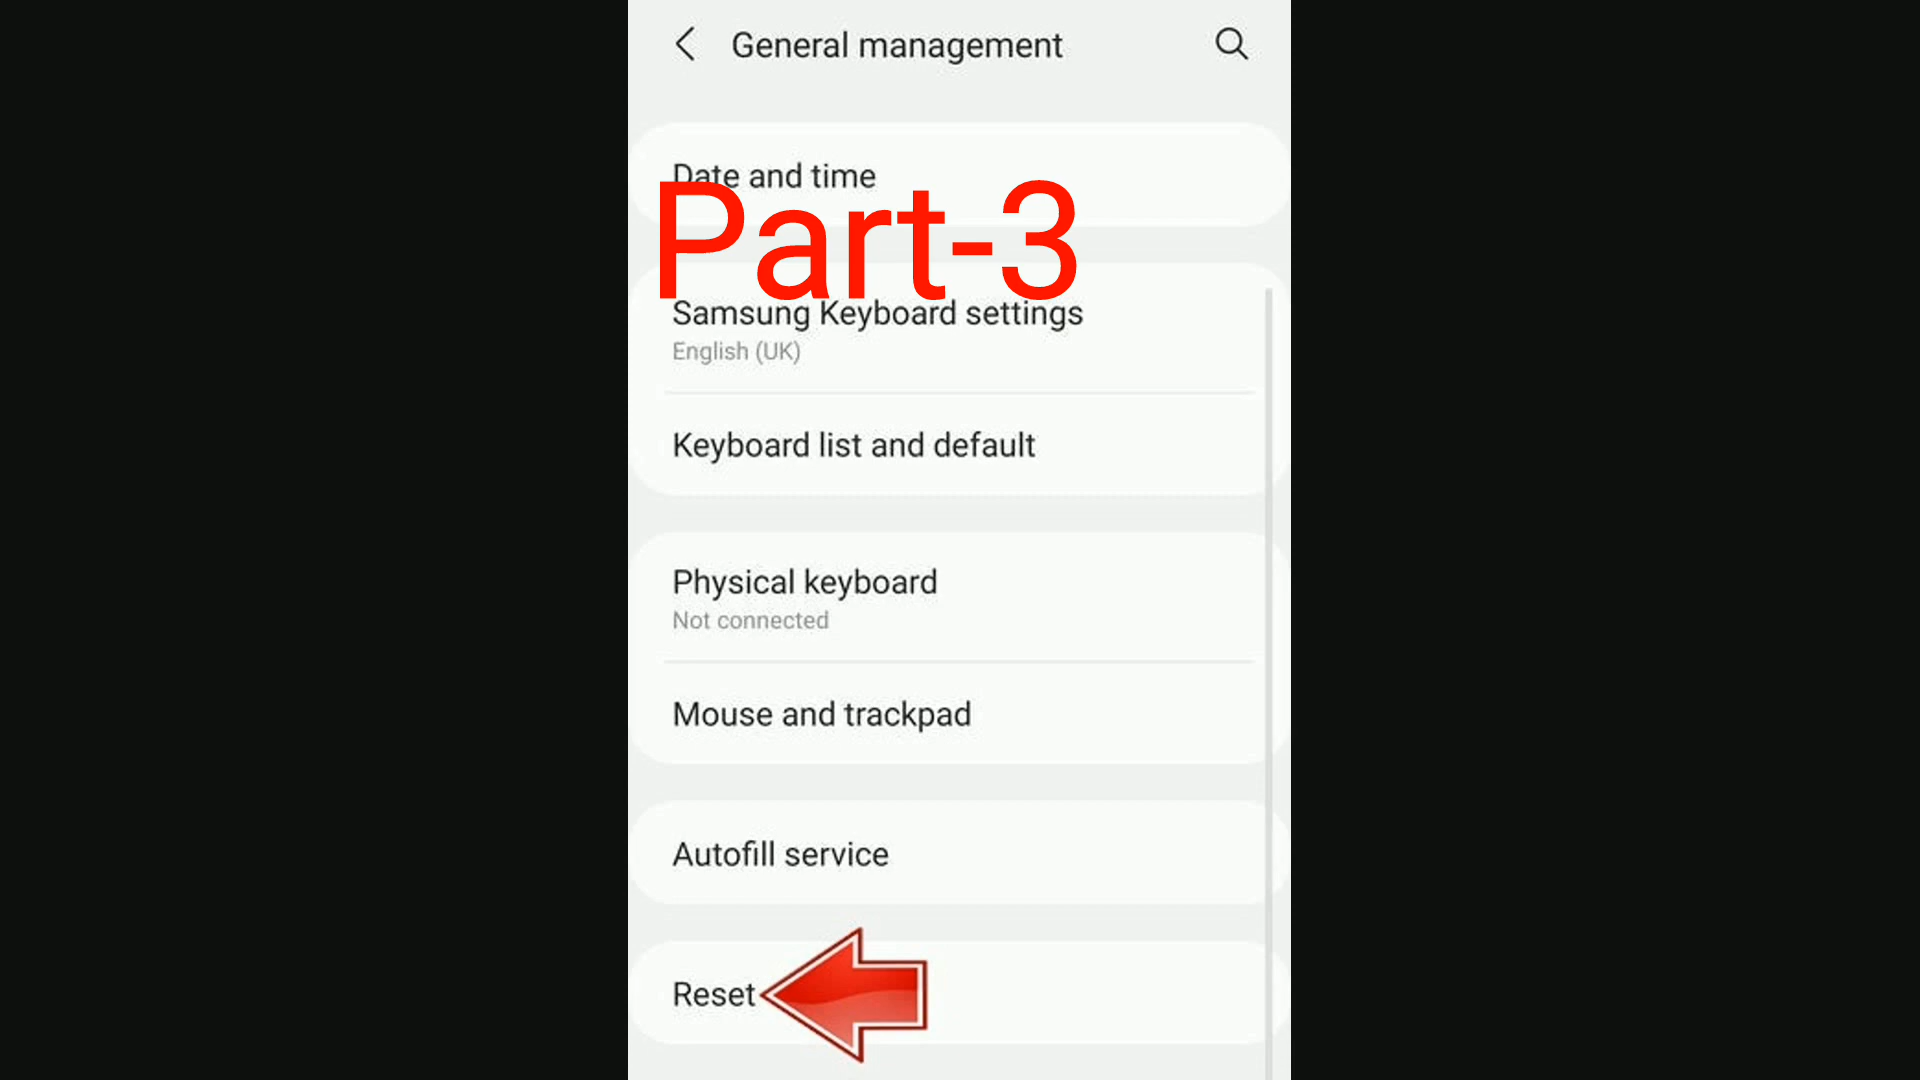 General management
Date and time
Part-3
Samsung Keyboard settings
English (UK)
Keyboard list and default
Physical keyboard
Not connected
Mouse and trackpad
Autofill service
Reset